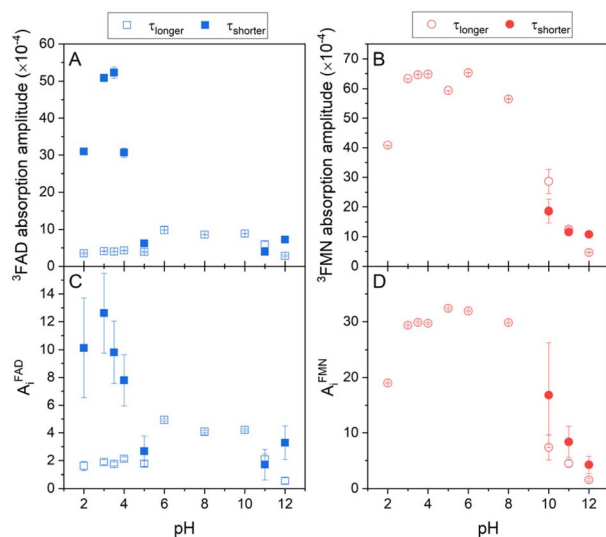 τlonger τshorter
τlonger τshorter
A
³FAD absorption amplitude (×10⁻⁴)
60
50
40
30
20
10
0
B
³FMN absorption amplitude (×10⁻⁴)
70
60
50
40
30
20
10
0
C
AᵢFAD
14
12
10
8
6
4
2
0
2 4 6 8 10 12
pH
D
AᵢFMN
30
20
10
0
2 4 6 8 10 12
pH